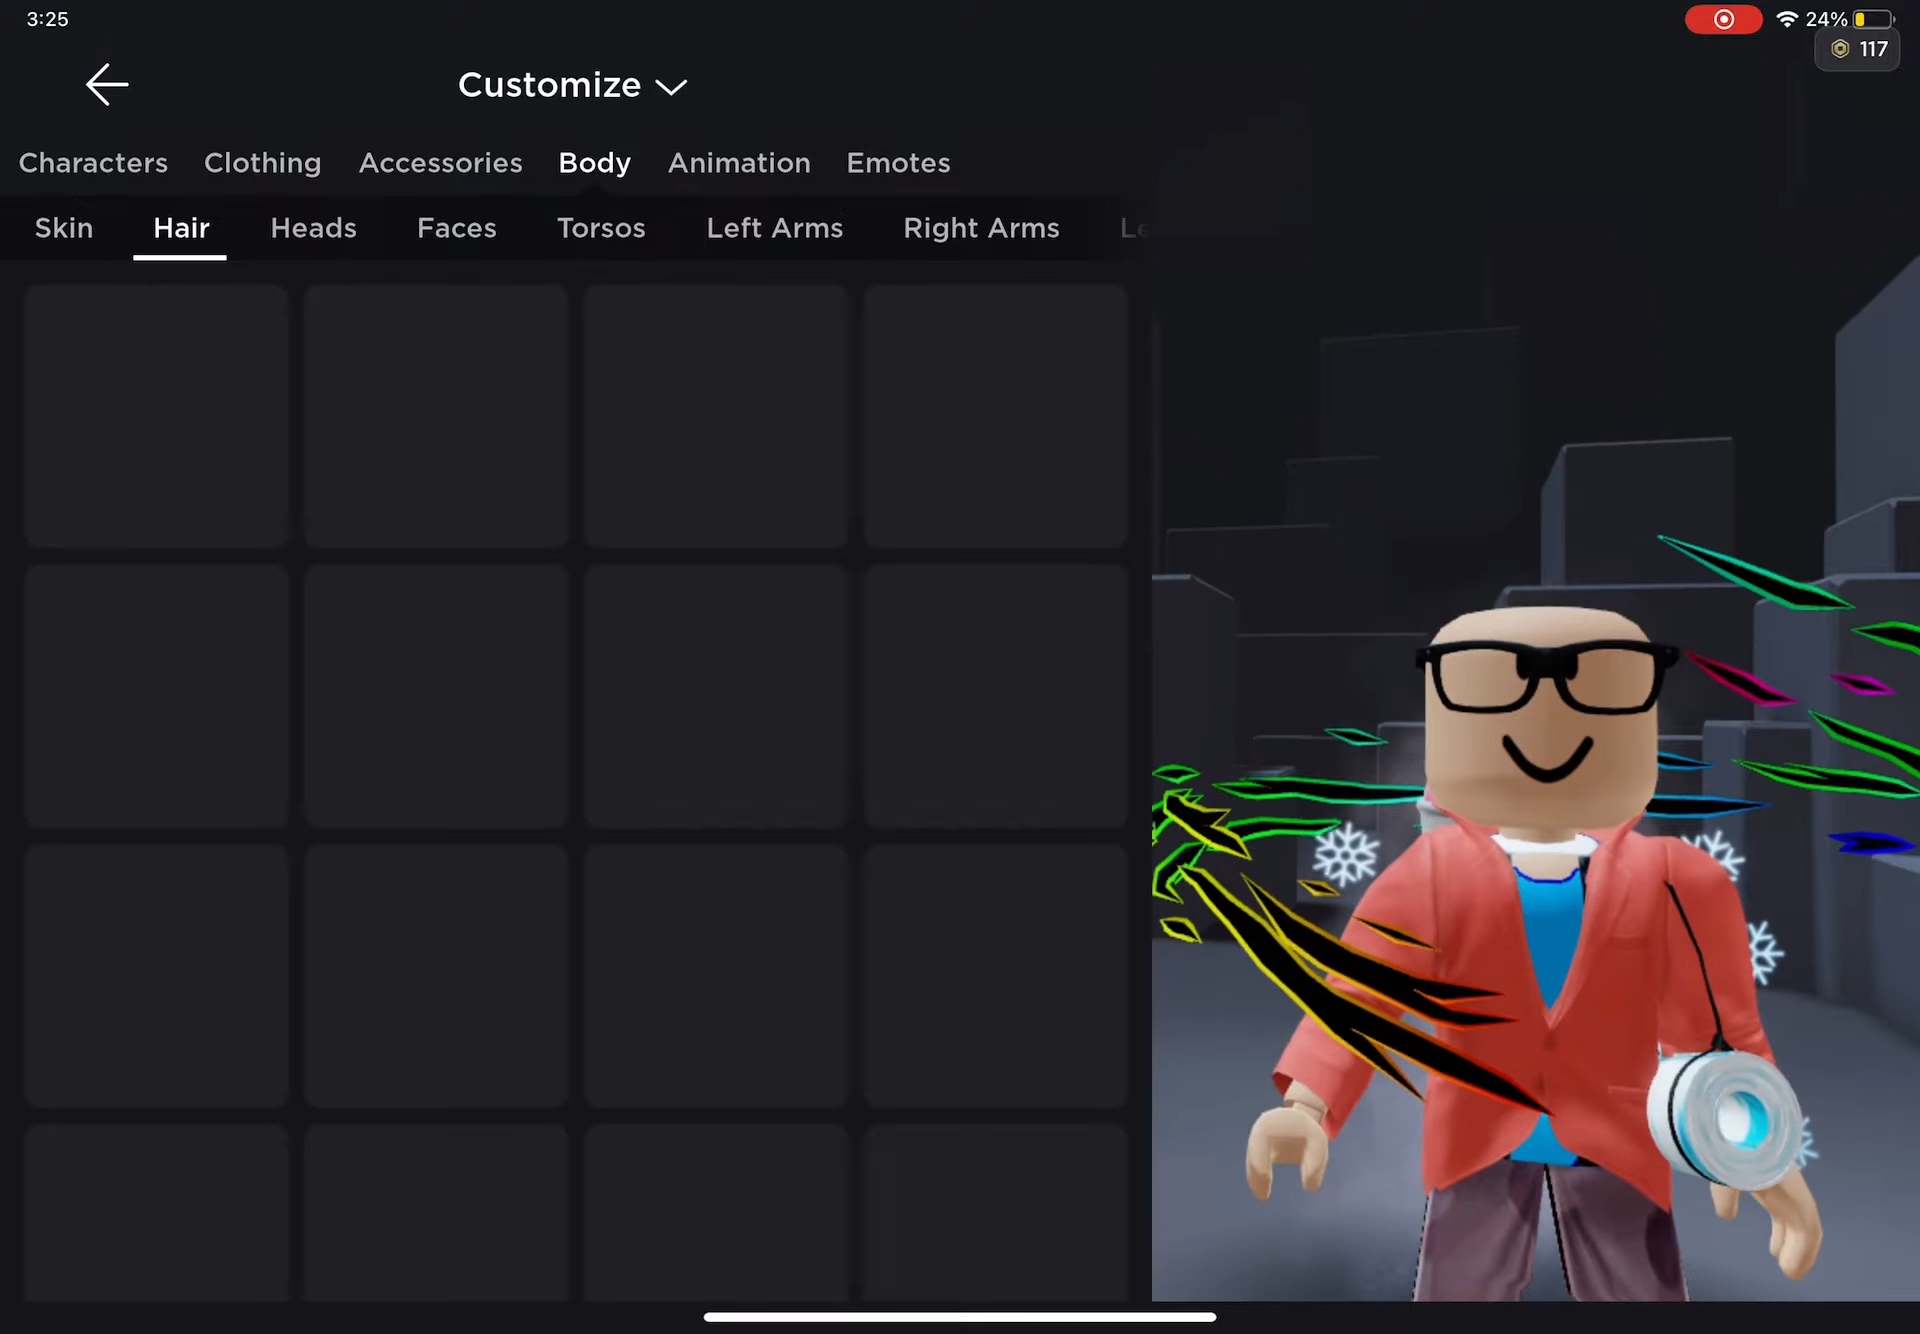 3:25
24%
117
Customize
Characters Clothing Accessories Body Animation Emotes
Skin Hair Heads Faces Torsos Left Arms Right Arms Le